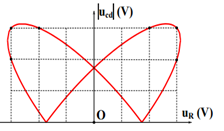 |u_cd| (V)
O
u_R (V)